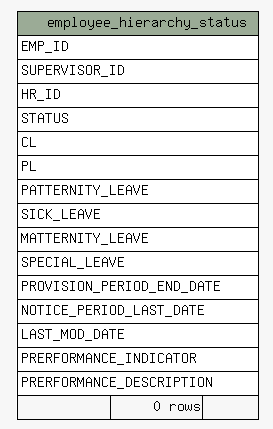 employee_hierarchy_status
EMP_ID
SUPERVISOR_ID
HR_ID
STATUS
CL
PL
PATTERNITY_LEAVE
SICK_LEAVE
MATTERNITY_LEAVE
SPECIAL_LEAVE
PROVISION_PERIOD_END_DATE
NOTICE_PERIOD_LAST_DATE
LAST_MOD_DATE
PRERFORMANCE_INDICATOR
PRERFORMANCE_DESCRIPTION
0 rows